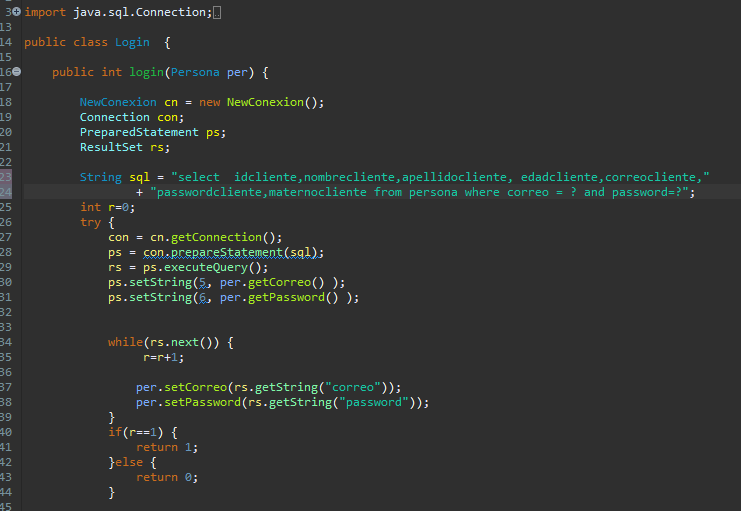 3 import java.sql.Connection;
13
14 public class Login  {
15
16     public int login(Persona per) {
17
18         NewConexion cn = new NewConexion();
19         Connection con;
20         PreparedStatement ps;
21         ResultSet rs;
22
23         String sql = "select  idcliente,nombrecliente,apellidocliente, edadcliente,correocliente,"
24                 + "passwordcliente,maternocliente from persona where correo = ? and password=?";
25         int r=0;
26         try {
27             con = cn.getConnection();
28             ps = con.prepareStatement(sql);
29             rs = ps.executeQuery();
30             ps.setString(5, per.getCorreo() );
31             ps.setString(6, per.getPassword() );
32
33
34             while(rs.next()) {
35                  r=r+1;
36
37                 per.setCorreo(rs.getString("correo"));
38                 per.setPassword(rs.getString("password"));
39             }
40             if(r==1) {
41                 return 1;
42             }else {
43                 return 0;
44             }
45